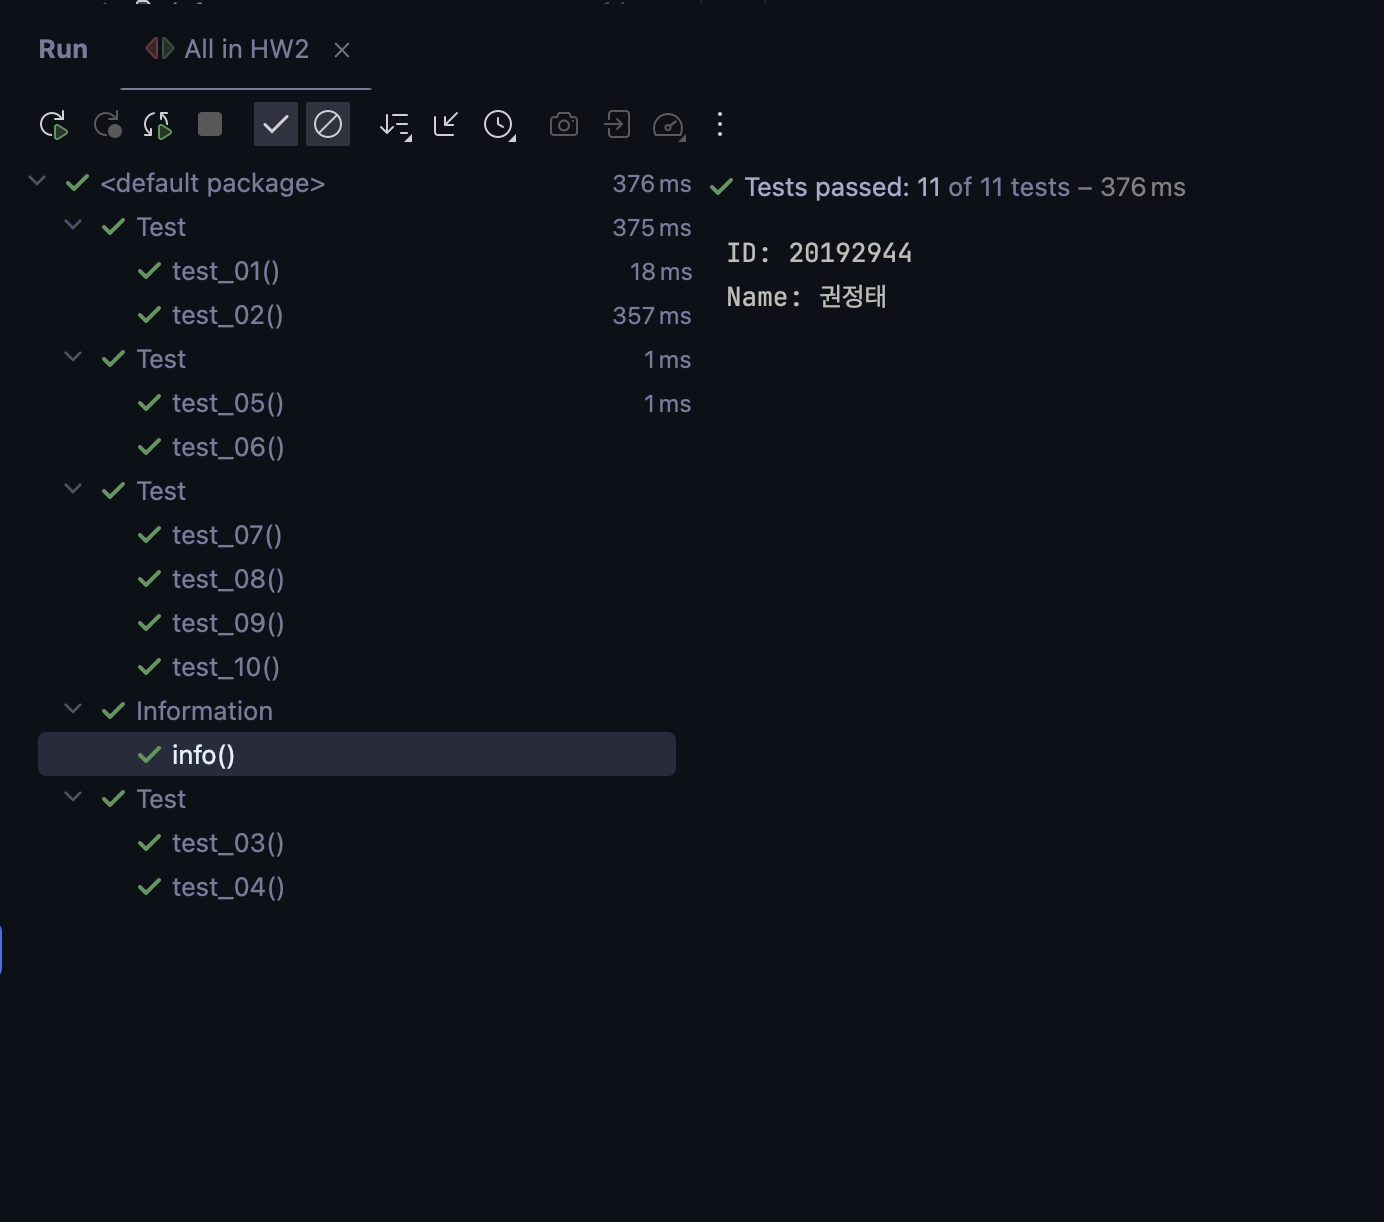 Run All in HW2
<default package> 376 ms
Tests passed: 11 of 11 tests – 376 ms
Test 375 ms
test_01() 18 ms
test_02() 357 ms
Test 1 ms
test_05() 1 ms
test_06()
Test
test_07()
test_08()
test_09()
test_10()
Information
info()
Test
test_03()
test_04()
ID: 20192944
Name: 권정태